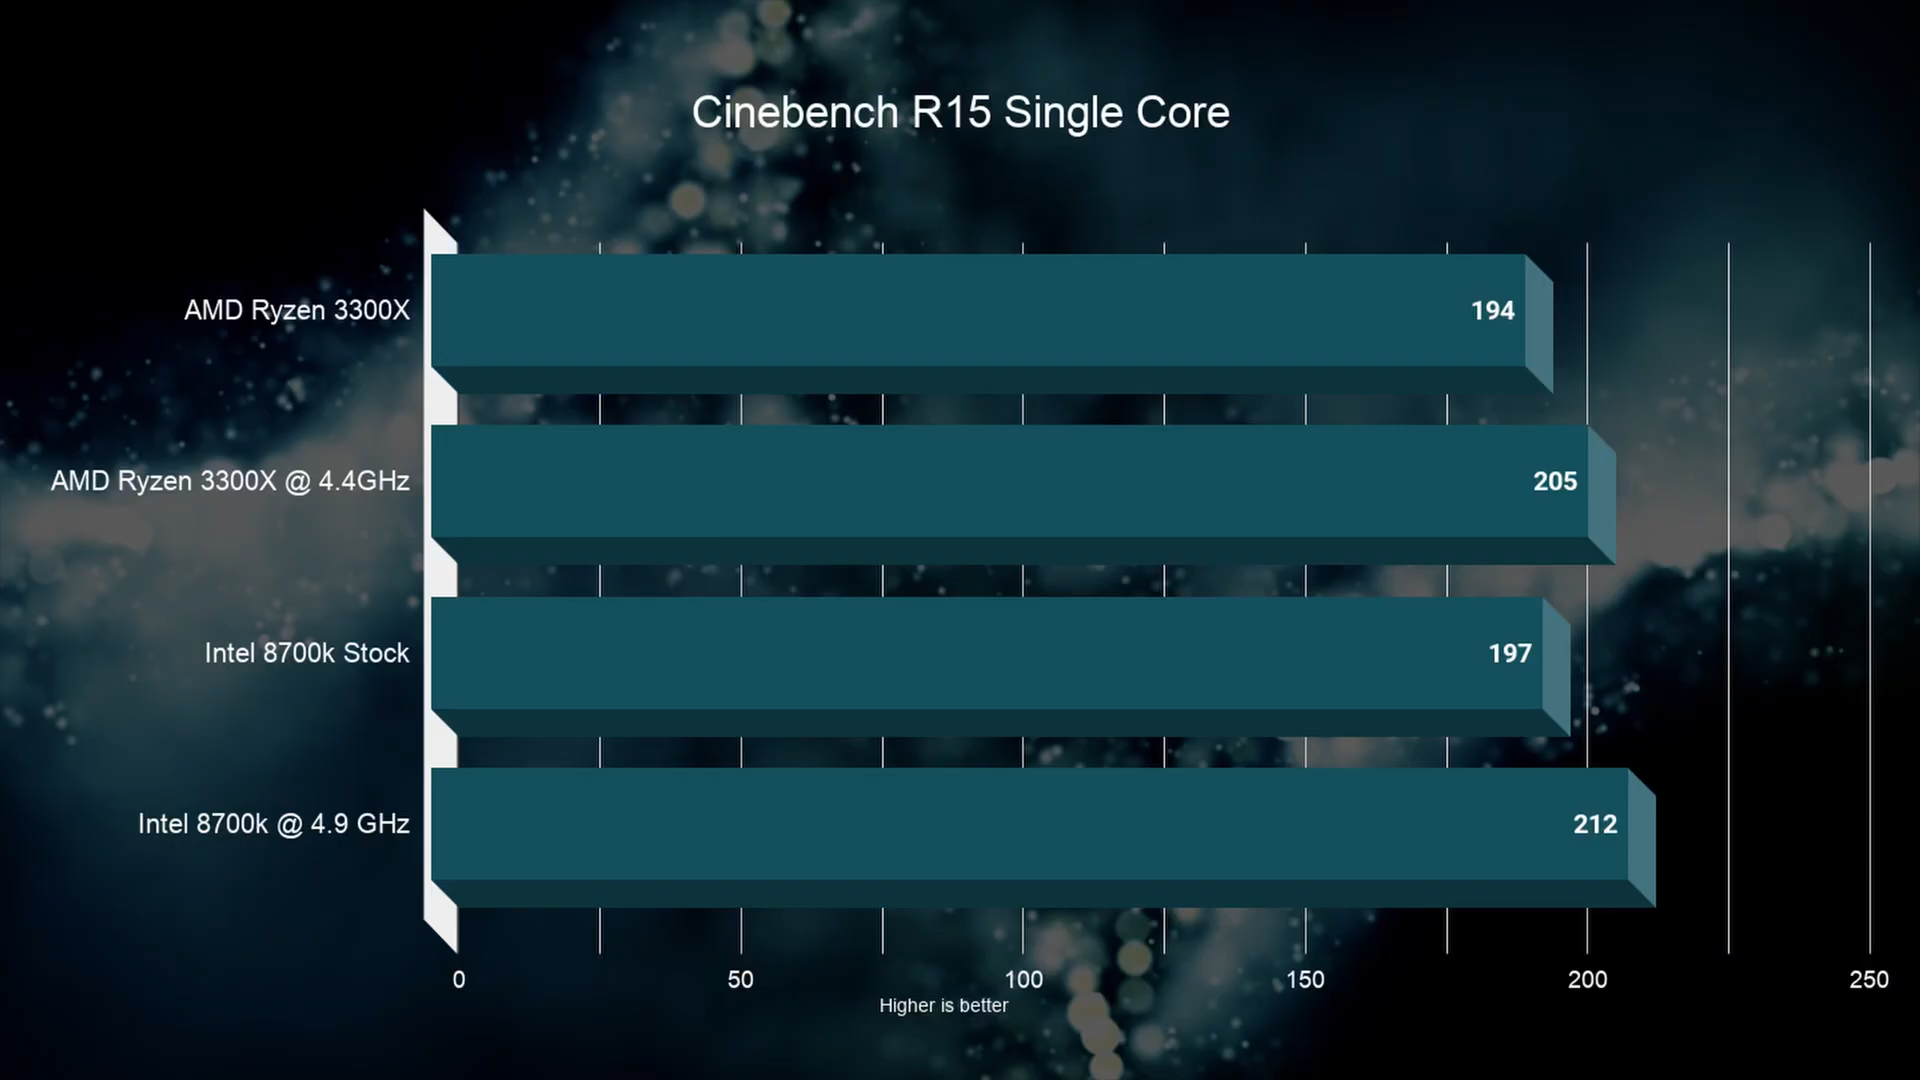 Cinebench R15 Single Core
AMD Ryzen 3300X
194
AMD Ryzen 3300X @ 4.4GHz
205
Intel 8700k Stock
197
Intel 8700k @ 4.9 GHz
212
0 50 100 150 200 250
Higher is better